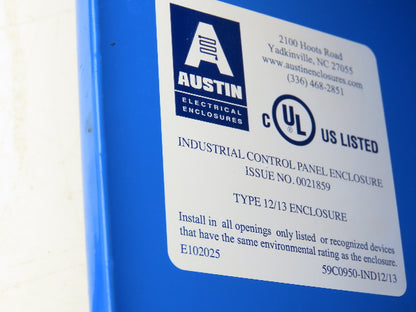 A
DOT
AUSTIN
ELECTRICAL
ENCLOSURES
2100 Hoots Road
Yadkinville, NC 27055
www.austinenclosures.com
(336) 468-2851
C UL ® US LISTED
INDUSTRIAL CONTROL PANEL ENCLOSURE
ISSUE NO. 0021859
TYPE 12/13 ENCLOSURE
Install in all openings only listed or recognized devices
that have the same environmental rating as the enclosure.
E102025
59C0950-IND12/13